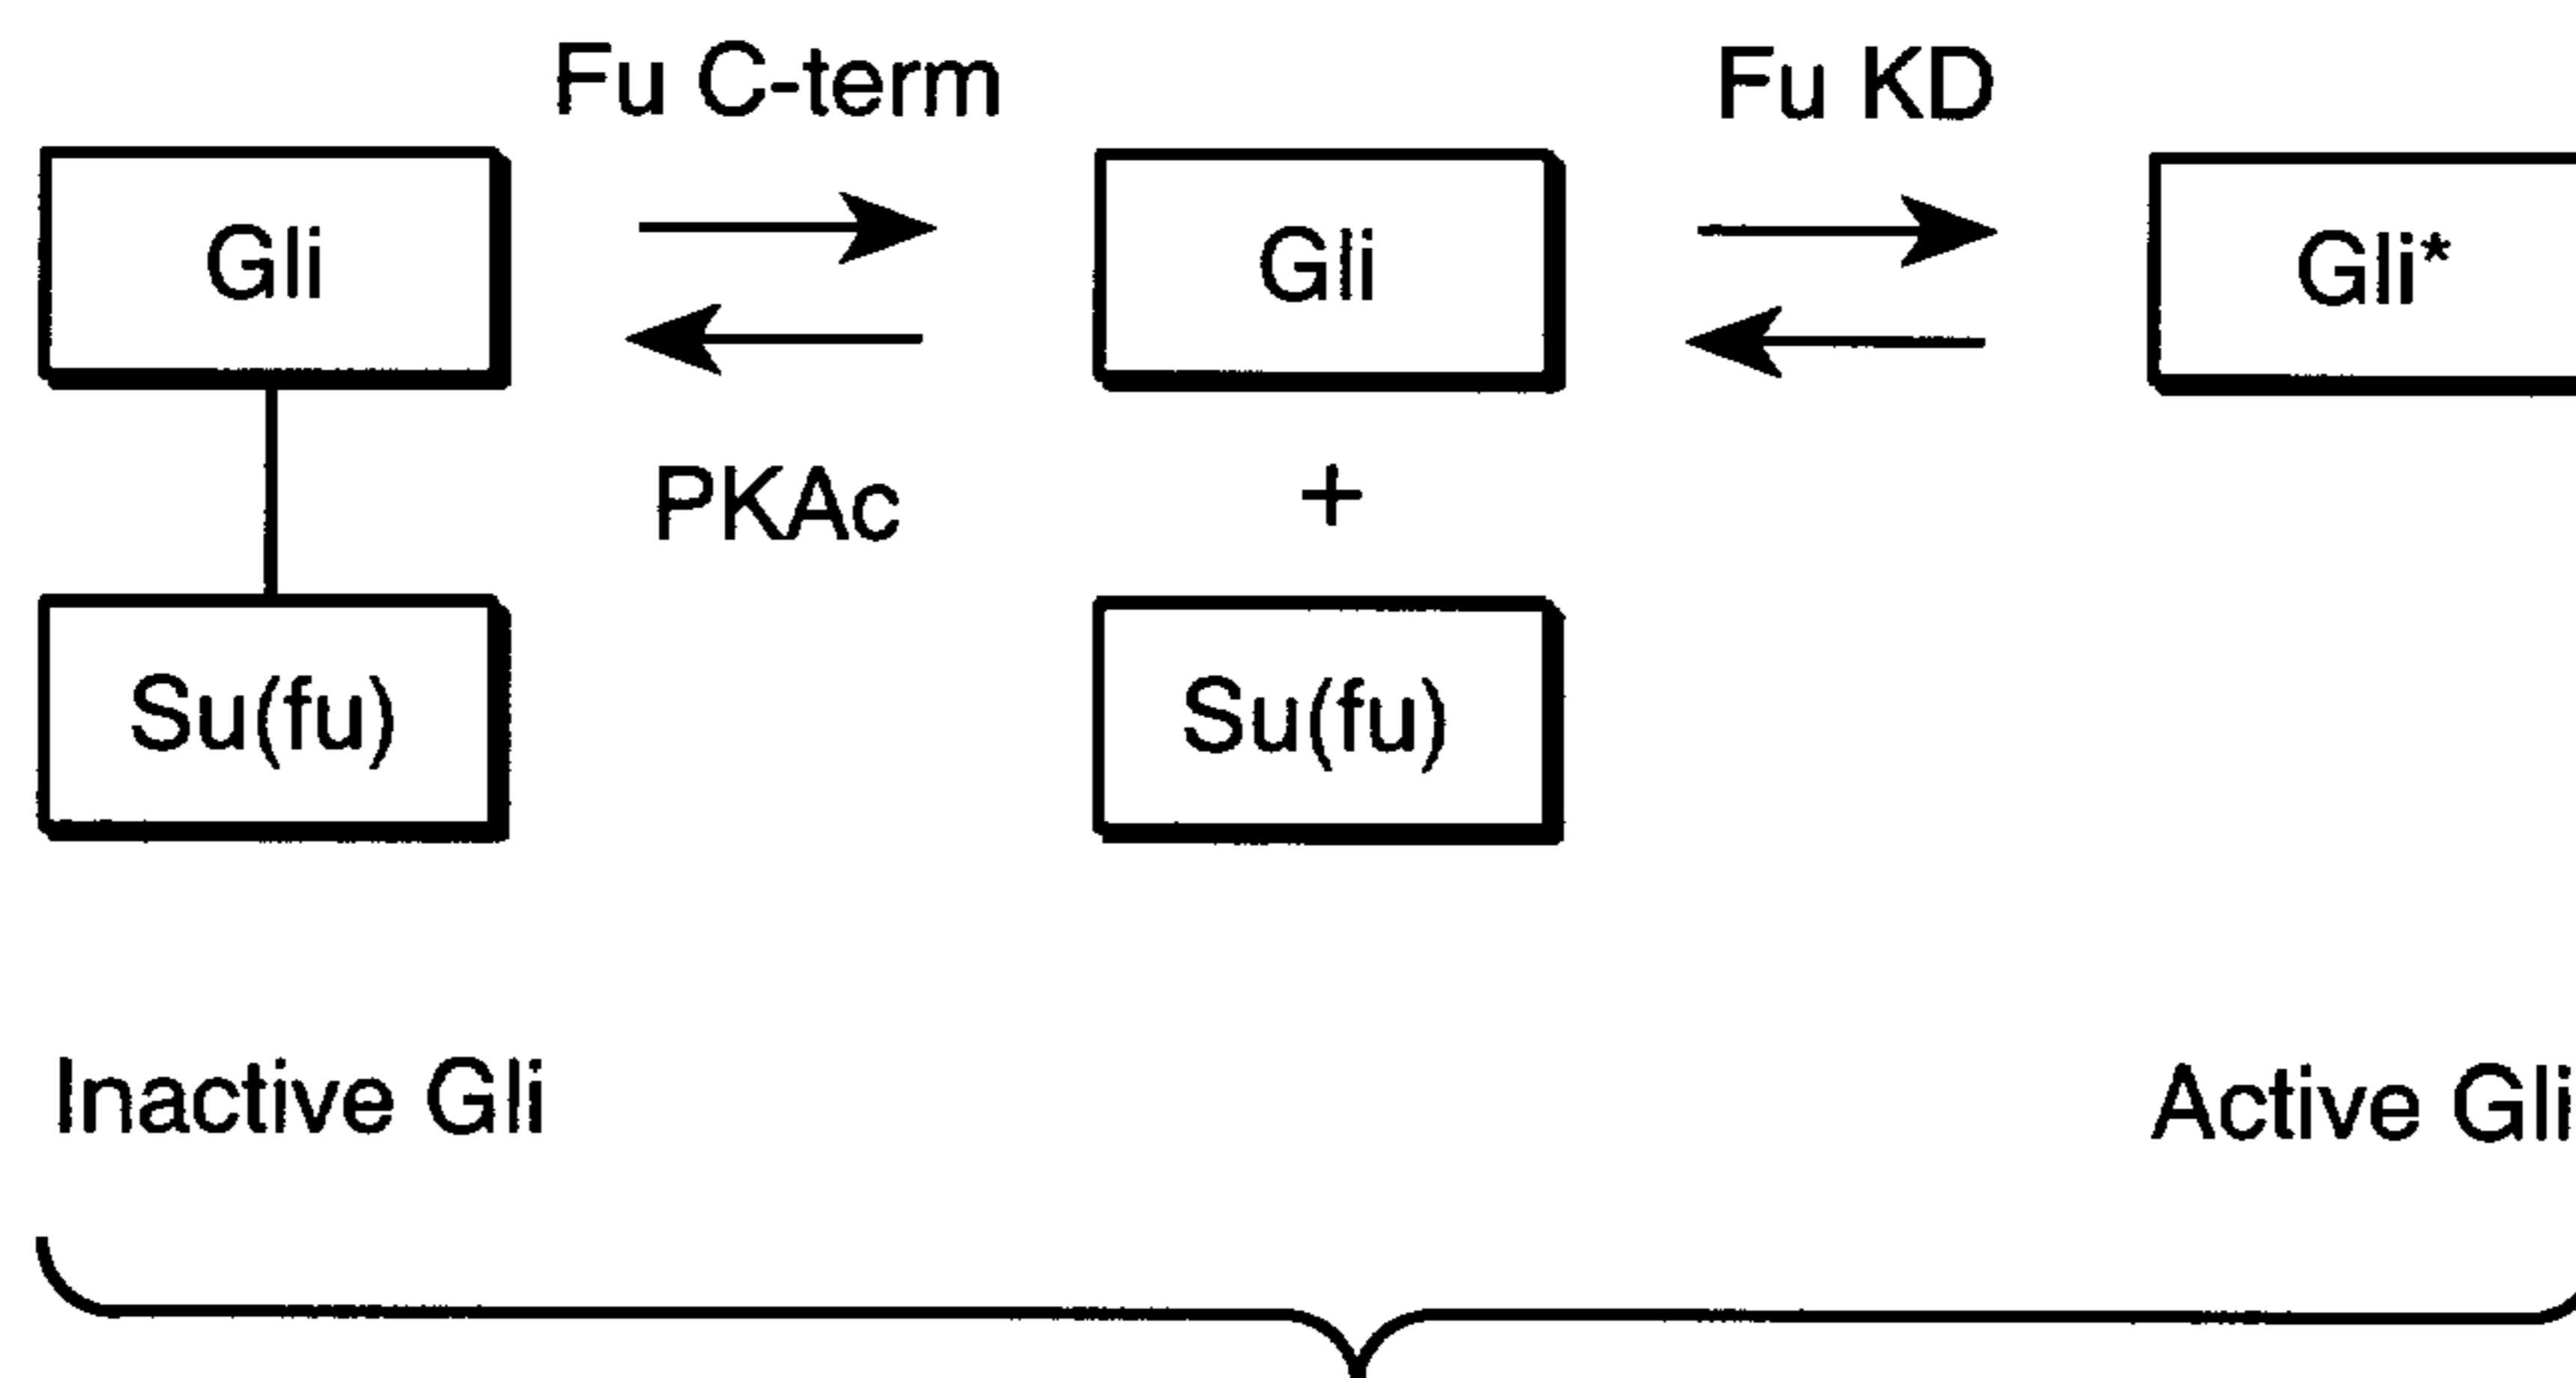 Fu C-term
Fu KD
Gli
Gli
Gli*
PKAc
+
Su(fu)
Su(fu)
Inactive Gli
Active Gli